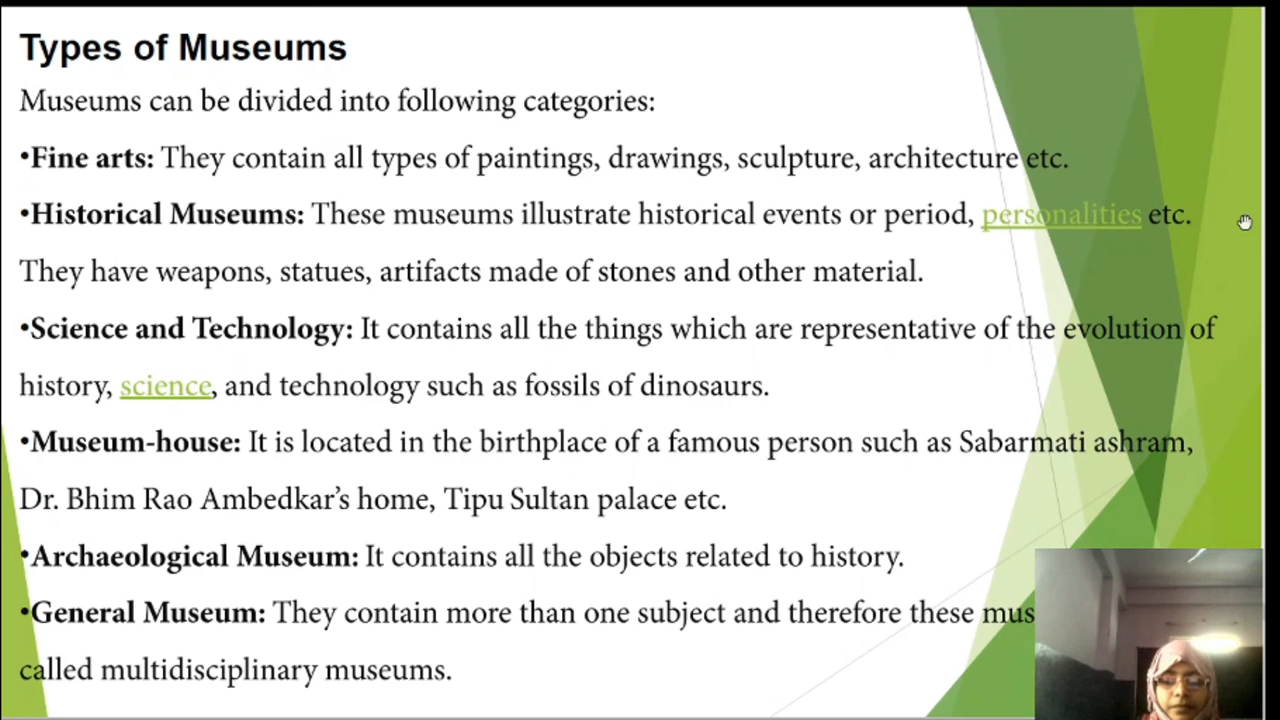 Types of Museums
Museums can be divided into following categories:
•Fine arts: They contain all types of paintings, drawings, sculpture, architecture etc.
•Historical Museums: These museums illustrate historical events or period, personalities etc.
They have weapons, statues, artifacts made of stones and other material.
•Science and Technology: It contains all the things which are representative of the evolution of
history, science, and technology such as fossils of dinosaurs.
•Museum-house: It is located in the birthplace of a famous person such as Sabarmati ashram,
Dr. Bhim Rao Ambedkar’s home, Tipu Sultan palace etc.
•Archaeological Museum: It contains all the objects related to history.
•General Museum: They contain more than one subject and therefore these mus
called multidisciplinary museums.